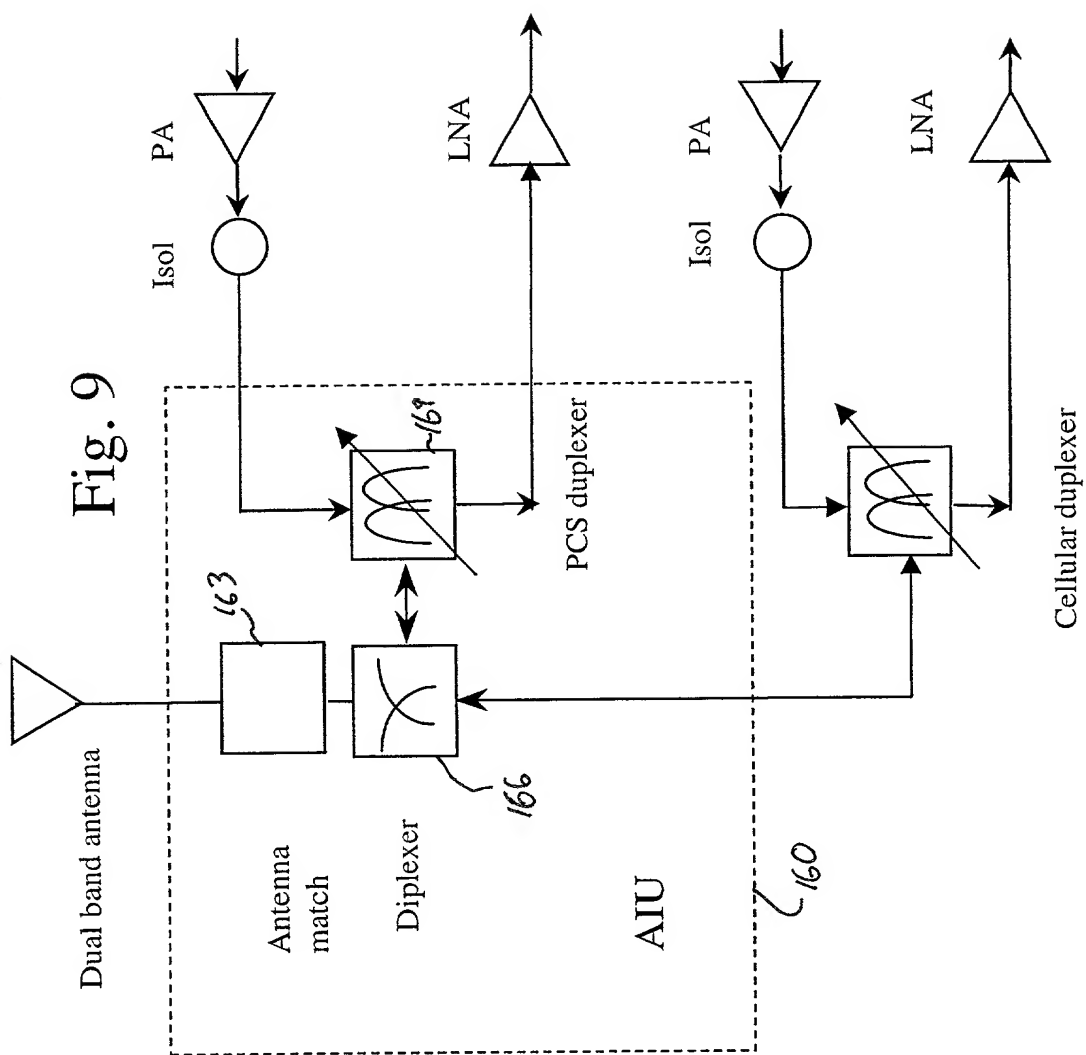 Fig. 9
Dual band antenna
Antenna
match
163
Diplexer
166
AIU
160
169
PCS duplexer
Isol
PA
LNA
Cellular duplexer
Isol
PA
LNA